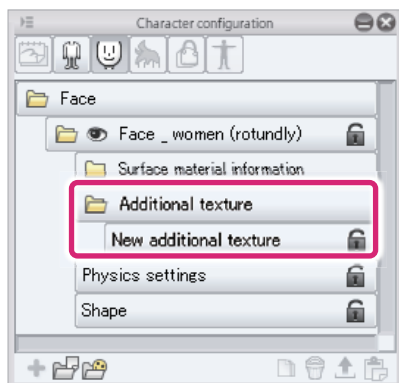 Character configuration
Face
Face _ women (rotundly)
Surface material information
Additional texture
New additional texture
Physics settings
Shape